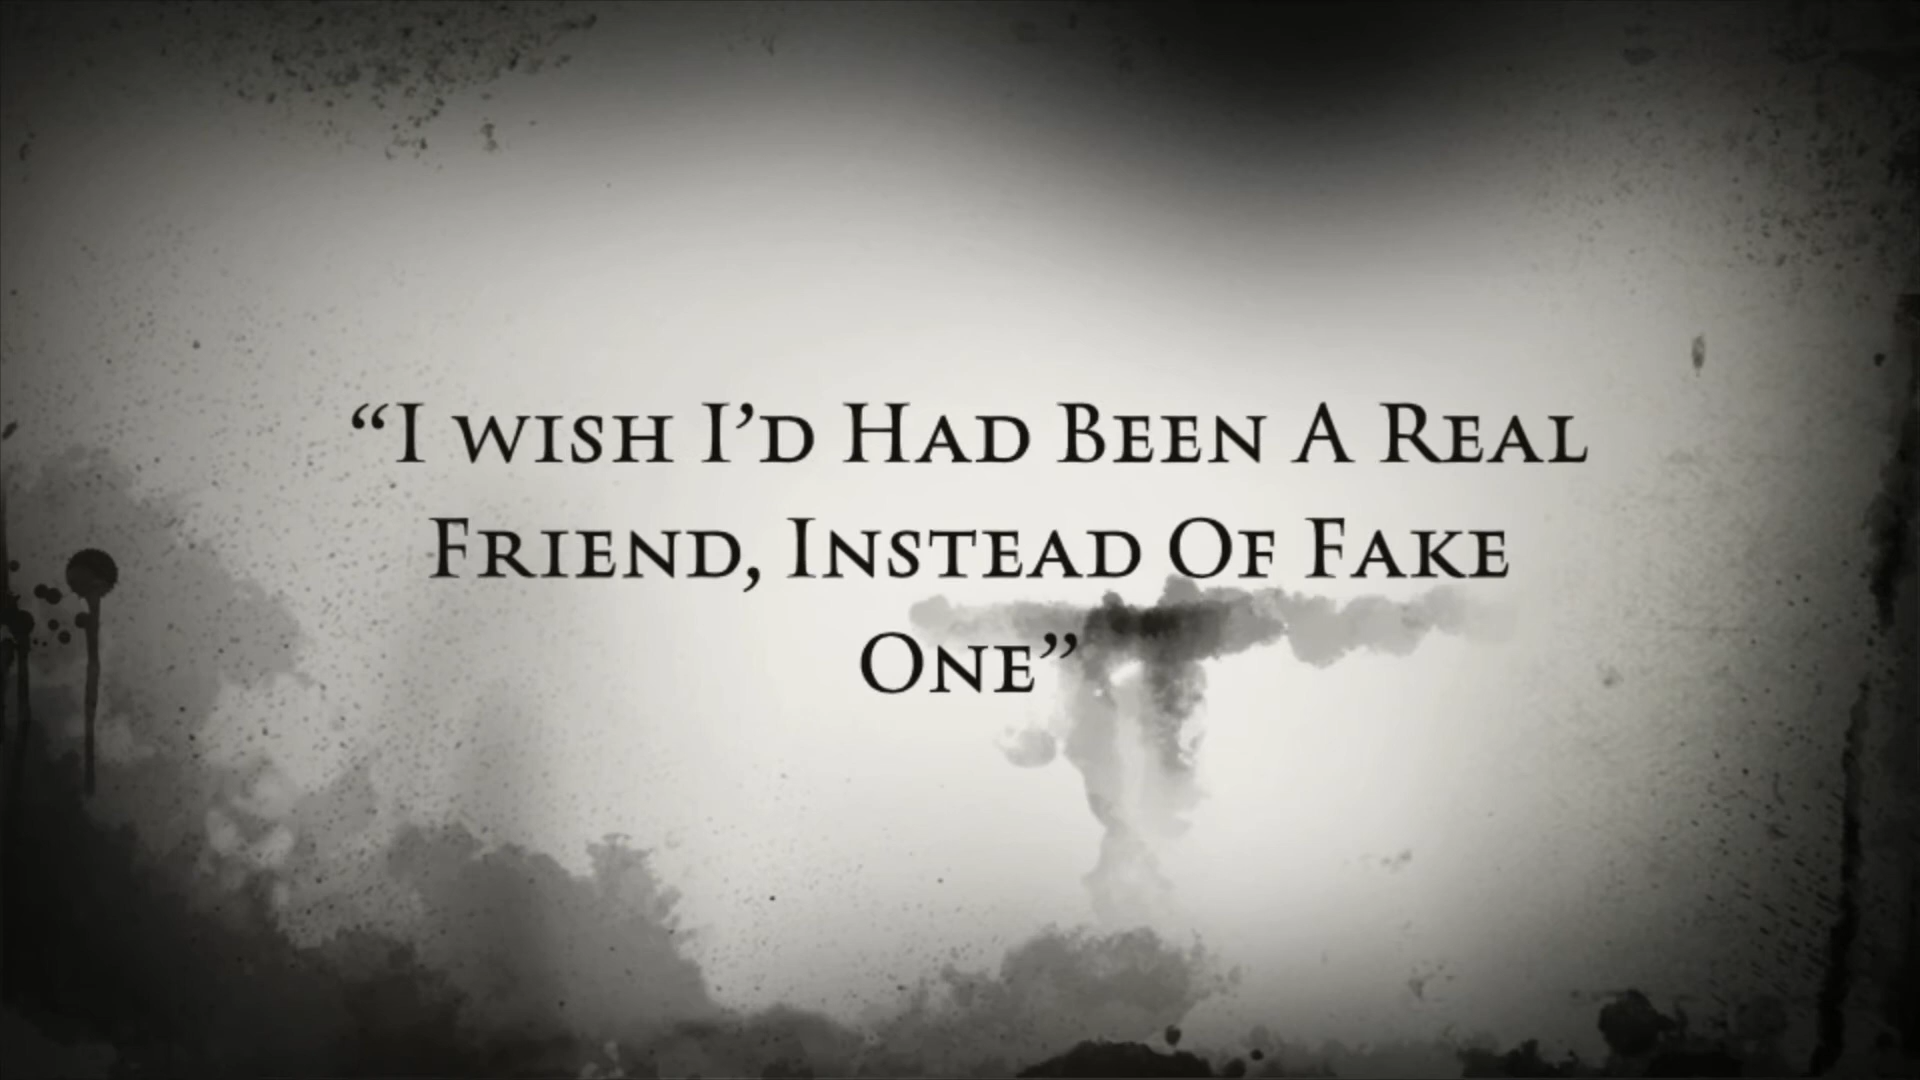 “I wish I’d Had Been A Real
Friend, Instead Of Fake
One”